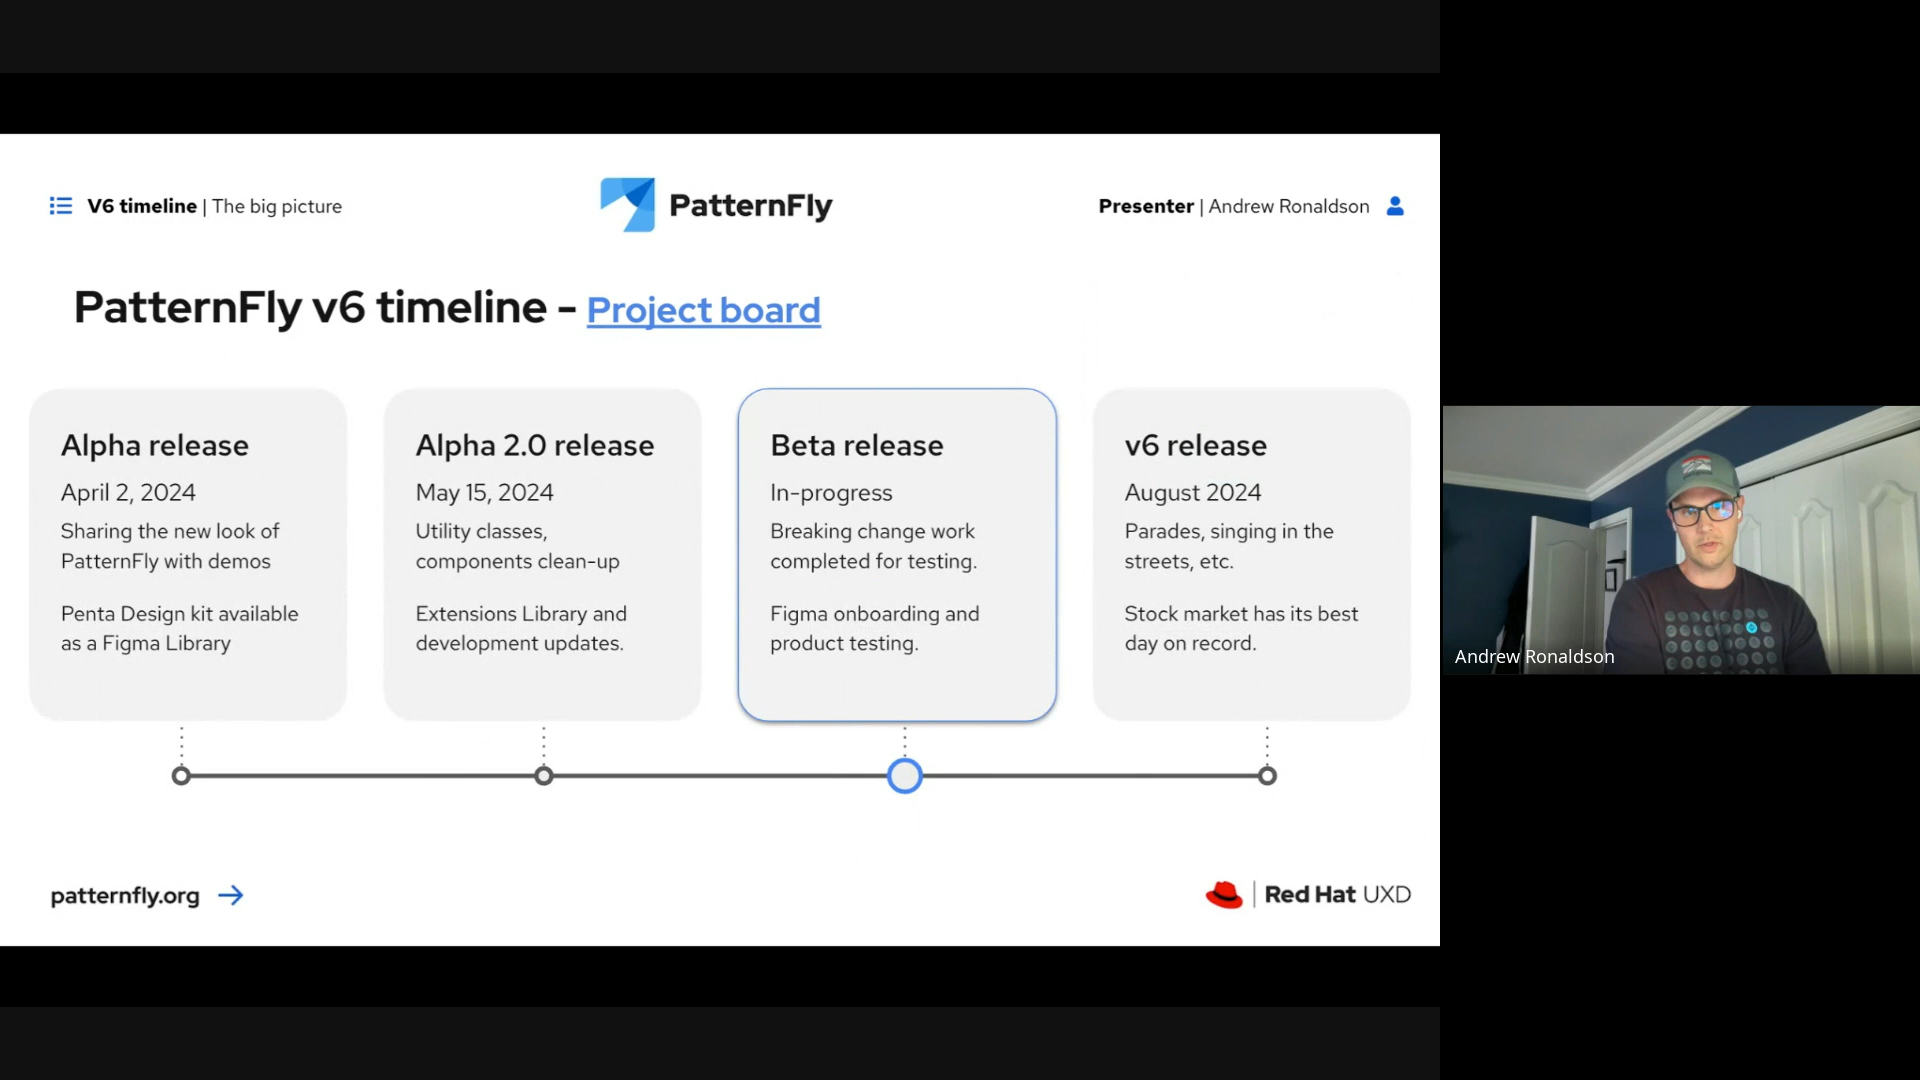 V6 timeline | The big picture
PatternFly
Presenter | Andrew Ronaldson
PatternFly v6 timeline - Project board
Alpha release
April 2, 2024
Sharing the new look of
PatternFly with demos
Penta Design kit available
as a Figma Library
Alpha 2.0 release
May 15, 2024
Utility classes,
components clean-up
Extensions Library and
development updates.
Beta release
In-progress
Breaking change work
completed for testing.
Figma onboarding and
product testing.
v6 release
August 2024
Parades, singing in the
streets, etc.
Stock market has its best
day on record.
patternfly.org
Red Hat UXD
Andrew Ronaldson